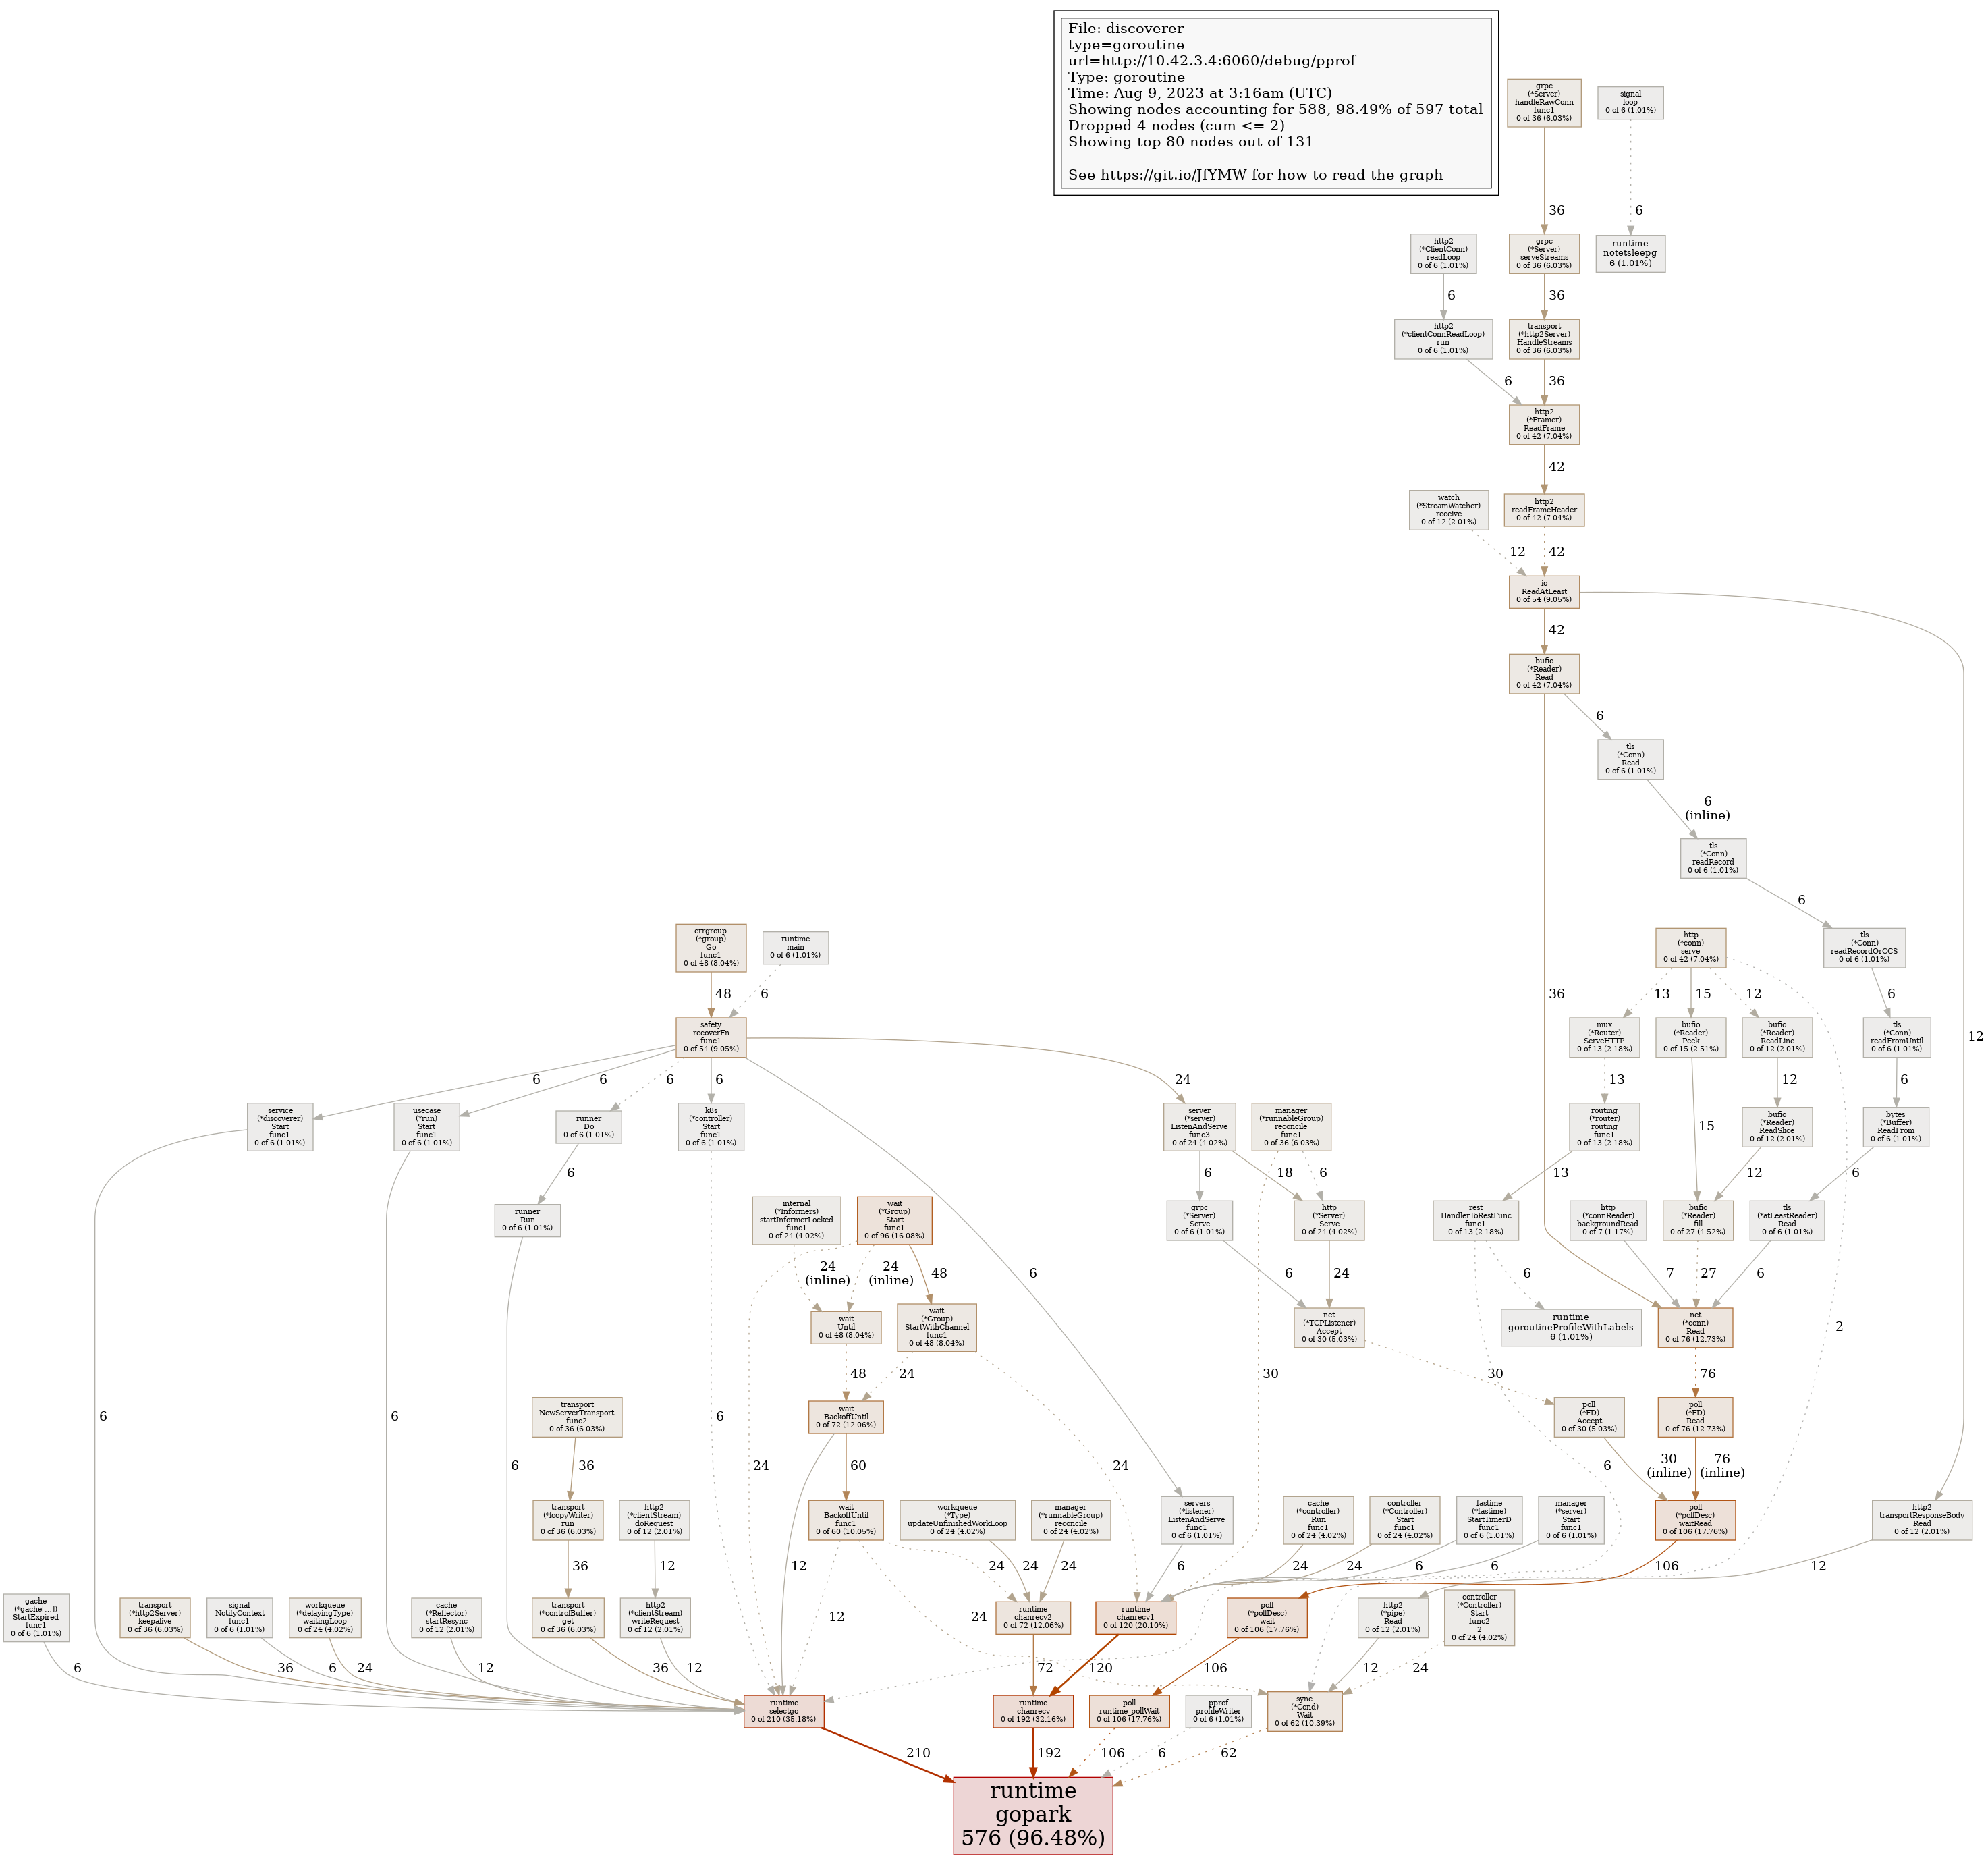 File: discoverer
type=goroutine
url=http://10.42.3.4:6060/debug/pprof
Type: goroutine
Time: Aug 9, 2023 at 3:16am (UTC)
Showing nodes accounting for 588, 98.49% of 597 total
Dropped 4 nodes (cum <= 2)
Showing top 80 nodes out of 131
See https://git.io/JfYMW for how to read the graph
grpc
(*Server)
handleRawConn
func1
0 of 36 (6.03%)
signal
loop
0 of 6 (1.01%)
36
6
http2
(*ClientConn)
readLoop
0 of 6 (1.01%)
grpc
(*Server)
serveStreams
0 of 36 (6.03%)
runtime
notetsleepg
6 (1.01%)
6
36
http2
(*clientConnReadLoop)
run
0 of 6 (1.01%)
transport
(*http2Server)
HandleStreams
0 of 36 (6.03%)
6
36
http2
(*Framer)
ReadFrame
0 of 42 (7.04%)
42
watch
(*StreamWatcher)
receive
0 of 12 (2.01%)
http2
readFrameHeader
0 of 42 (7.04%)
12
42
io
ReadAtLeast
0 of 54 (9.05%)
42
12
bufio
(*Reader)
Read
0 of 42 (7.04%)
6
36
tls
(*Conn)
Read
0 of 6 (1.01%)
6
(inline)
tls
(*Conn)
readRecord
0 of 6 (1.01%)
6
errgroup
(*group)
Go
func1
0 of 48 (8.04%)
runtime
main
0 of 6 (1.01%)
http
(*conn)
serve
0 of 42 (7.04%)
tls
(*Conn)
readRecordOrCCS
0 of 6 (1.01%)
48
6
13
15
12
2
6
safety
recoverFn
func1
0 of 54 (9.05%)
mux
(*Router)
ServeHTTP
0 of 13 (2.18%)
bufio
(*Reader)
Peek
0 of 15 (2.51%)
bufio
(*Reader)
ReadLine
0 of 12 (2.01%)
tls
(*Conn)
readFromUntil
0 of 6 (1.01%)
6
6
6
6
6
24
13
15
12
6
service
(*discoverer)
Start
func1
0 of 6 (1.01%)
usecase
(*run)
Start
func1
0 of 6 (1.01%)
runner
Do
0 of 6 (1.01%)
k8s
(*controller)
Start
func1
0 of 6 (1.01%)
server
(*server)
ListenAndServe
func3
0 of 24 (4.02%)
manager
(*runnableGroup)
reconcile
func1
0 of 36 (6.03%)
routing
(*router)
routing
func1
0 of 13 (2.18%)
bufio
(*Reader)
ReadSlice
0 of 12 (2.01%)
bytes
(*Buffer)
ReadFrom
0 of 6 (1.01%)
6
6
6
6
6
18
30
6
13
12
6
runner
Run
0 of 6 (1.01%)
internal
(*Informers)
startInformerLocked
func1
0 of 24 (4.02%)
wait
(*Group)
Start
func1
0 of 96 (16.08%)
grpc
(*Server)
Serve
0 of 6 (1.01%)
http
(*Server)
Serve
0 of 24 (4.02%)
rest
HandlerToRestFunc
func1
0 of 13 (2.18%)
http
(*connReader)
backgroundRead
0 of 7 (1.17%)
bufio
(*Reader)
fill
0 of 27 (4.52%)
tls
(*atLeastReader)
Read
0 of 6 (1.01%)
6
24
(inline)
24
24
(inline)
48
6
24
6
6
7
27
6
wait
Until
0 of 48 (8.04%)
wait
(*Group)
StartWithChannel
func1
0 of 48 (8.04%)
net
(*TCPListener)
Accept
0 of 30 (5.03%)
runtime
goroutineProfileWithLabels
6 (1.01%)
net
(*conn)
Read
0 of 76 (12.73%)
48
24
24
30
76
transport
NewServerTransport
func2
0 of 36 (6.03%)
wait
BackoffUntil
0 of 72 (12.06%)
poll
(*FD)
Accept
0 of 30 (5.03%)
poll
(*FD)
Read
0 of 76 (12.73%)
36
12
60
30
(inline)
76
(inline)
transport
(*loopyWriter)
run
0 of 36 (6.03%)
http2
(*clientStream)
doRequest
0 of 12 (2.01%)
wait
BackoffUntil
func1
0 of 60 (10.05%)
workqueue
(*Type)
updateUnfinishedWorkLoop
0 of 24 (4.02%)
manager
(*runnableGroup)
reconcile
0 of 24 (4.02%)
servers
(*listener)
ListenAndServe
func1
0 of 6 (1.01%)
cache
(*controller)
Run
func1
0 of 24 (4.02%)
controller
(*Controller)
Start
func1
0 of 24 (4.02%)
fastime
(*fastime)
StartTimerD
func1
0 of 6 (1.01%)
manager
(*server)
Start
func1
0 of 6 (1.01%)
poll
(*pollDesc)
waitRead
0 of 106 (17.76%)
http2
transportResponseBody
Read
0 of 12 (2.01%)
36
12
12
24
24
24
24
6
24
24
6
6
106
12
gache
(*gache[...])
StartExpired
func1
0 of 6 (1.01%)
transport
(*http2Server)
keepalive
0 of 36 (6.03%)
signal
NotifyContext
func1
0 of 6 (1.01%)
workqueue
(*delayingType)
waitingLoop
0 of 24 (4.02%)
cache
(*Reflector)
startResync
0 of 12 (2.01%)
transport
(*controlBuffer)
get
0 of 36 (6.03%)
http2
(*clientStream)
writeRequest
0 of 12 (2.01%)
runtime
chanrecv2
0 of 72 (12.06%)
runtime
chanrecv1
0 of 120 (20.10%)
poll
(*pollDesc)
wait
0 of 106 (17.76%)
http2
(*pipe)
Read
0 of 12 (2.01%)
controller
(*Controller)
Start
func2
2
0 of 24 (4.02%)
6
36
6
24
12
36
12
72
120
106
12
24
runtime
selectgo
0 of 210 (35.18%)
runtime
chanrecv
0 of 192 (32.16%)
poll
runtime_pollWait
0 of 106 (17.76%)
pprof
profileWriter
0 of 6 (1.01%)
sync
(*Cond)
Wait
0 of 62 (10.39%)
210
192
106
6
62
runtime
gopark
576 (96.48%)